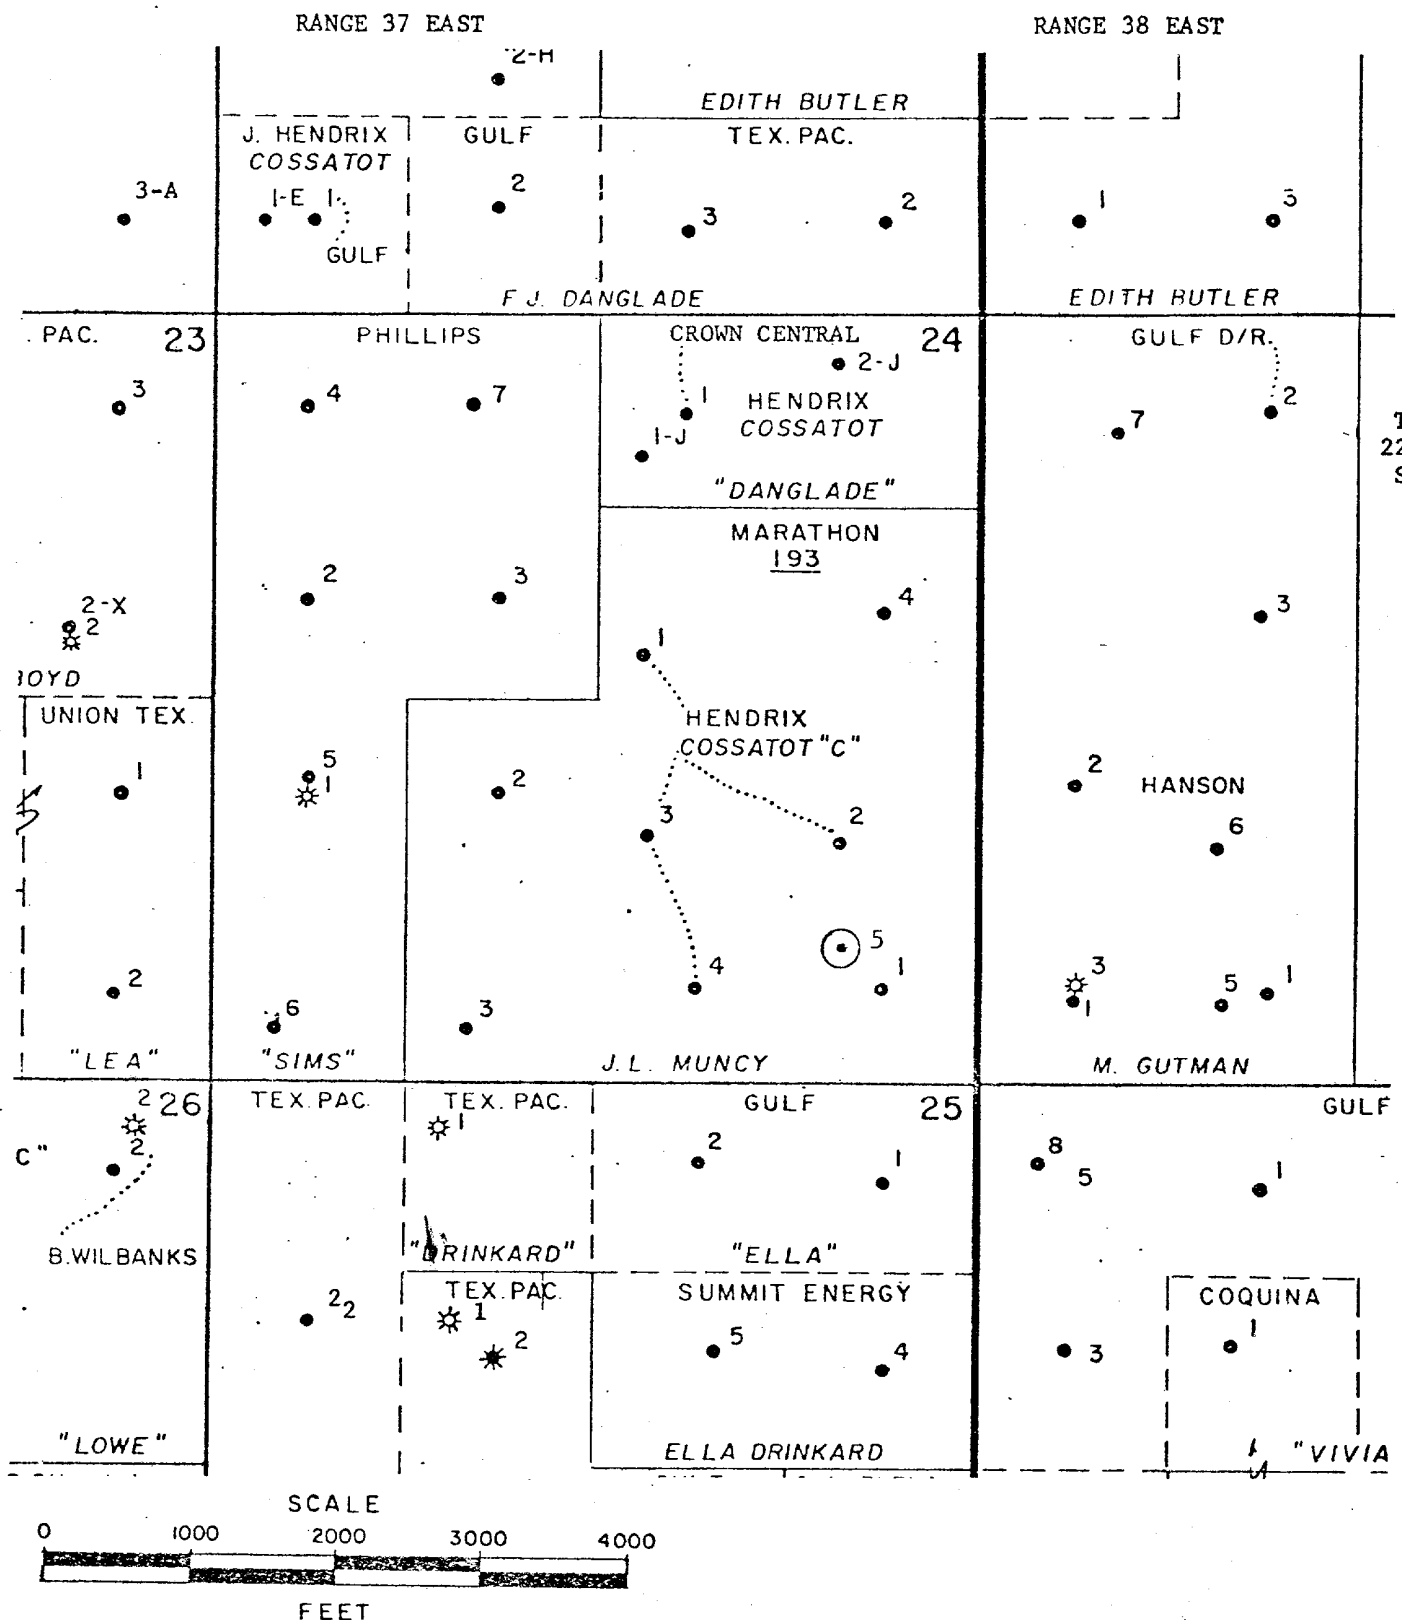 RANGE 37 EAST
RANGE 38 EAST
2-H
EDITH BUTLER
J. HENDRIX
COSSATOT
GULF
TEX. PAC.
3-A
1-E
1
GULF
2
3
2
1
3
F. J. DANGLADE
EDITH BUTLER
. PAC.
23
PHILLIPS
CROWN CENTRAL
24
GULF D/R.
3
4
7
2-J
1
HENDRIX
COSSATOT
1-J
"DANGLADE"
7
2
22
MARATHON
193
2-X
2
2
3
4
1
3
UNION TEX.
HENDRIX
COSSATOT "C"
1
5
1
2
3
2
2
HANSON
6
5
2
6
3
4
1
3
1
5
1
"LEA"
"SIMS"
J. L. MUNCY
M. GUTMAN
2
26
TEX. PAC.
TEX. PAC.
GULF
25
GULF
C"
2
1
2
1
8
5
1
B. WILBANKS
"DRINKARD"
"ELLA"
TEX. PAC.
SUMMIT ENERGY
COQUINA
2 2
1
2
5
4
3
1
"LOWE"
ELLA DRINKARD
"VIVIA
SCALE
0 1000 2000 3000 4000
FEET